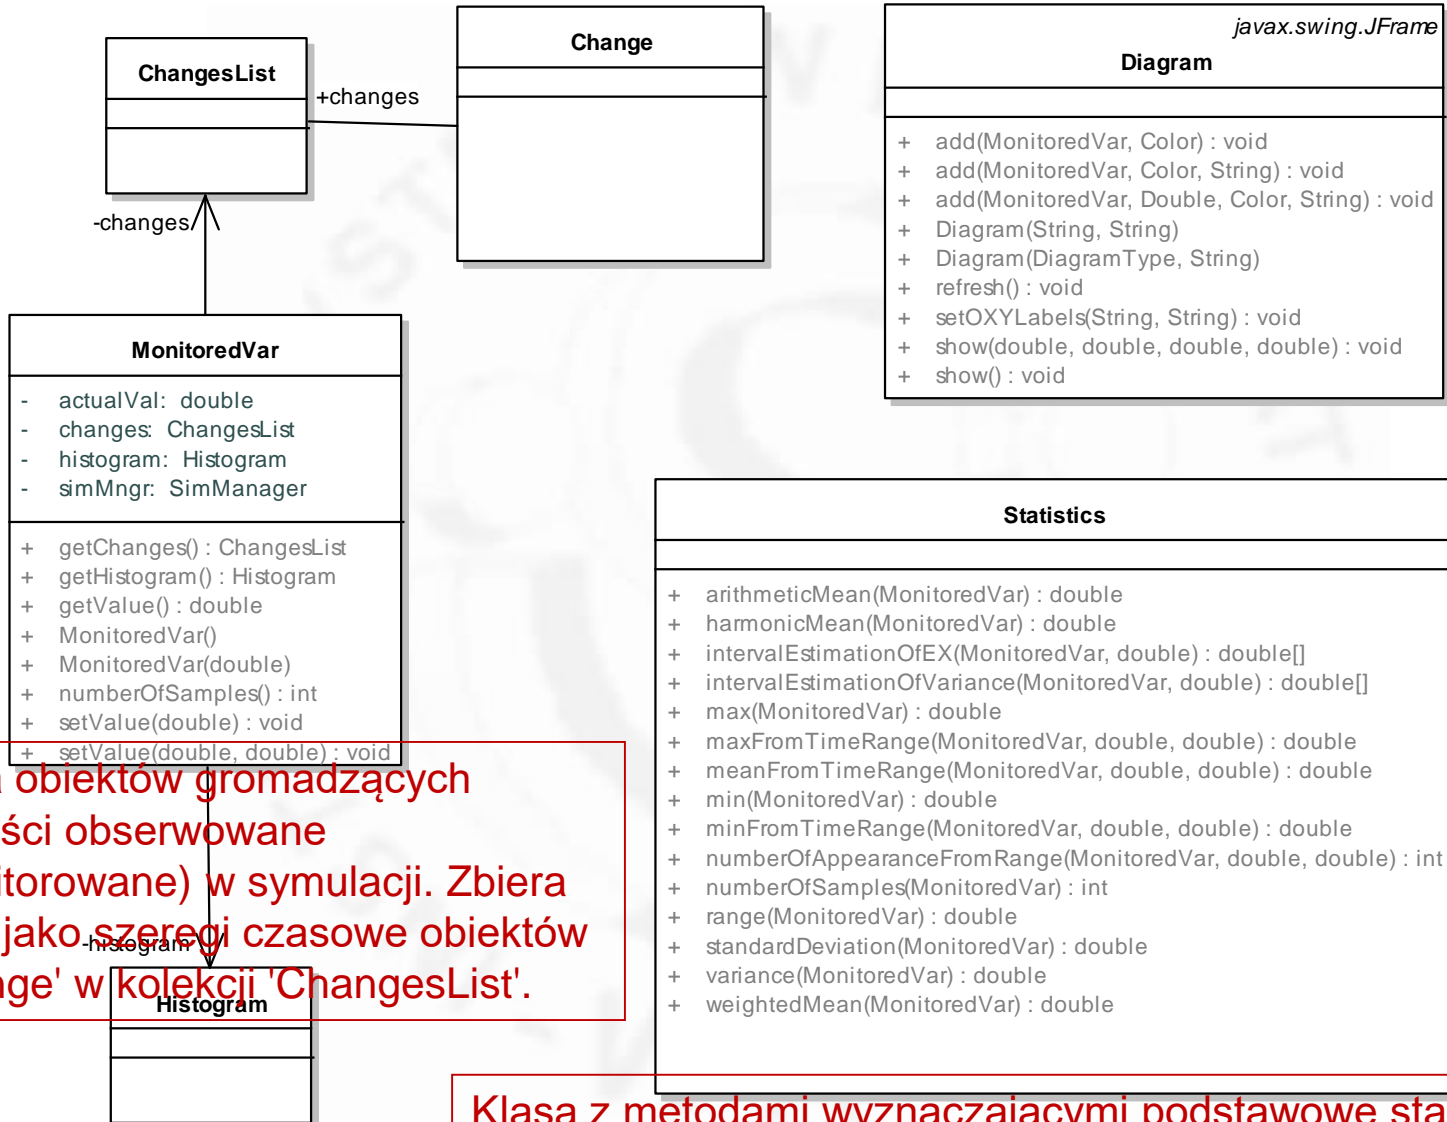 ChangesList
+changes
Change
javax.swing.JFrame
Diagram
+ add(MonitoredVar, Color) : void
+ add(MonitoredVar, Color, String) : void
+ add(MonitoredVar, Double, Color, String) : void
+ Diagram(String, String)
+ Diagram(DiagramType, String)
+ refresh() : void
+ setOXYLabels(String, String) : void
+ show(double, double, double, double) : void
+ show() : void
-changes
MonitoredVar
- actualVal: double
- changes: ChangesList
- histogram: Histogram
- simMngr: SimManager
+ getChanges() : ChangesList
+ getHistogram() : Histogram
+ getValue() : double
+ MonitoredVar()
+ MonitoredVar(double)
+ numberOfSamples() : int
+ setValue(double) : void
+ setValue(double, double) : void
Statistics
+ arithmeticMean(MonitoredVar) : double
+ harmonicMean(MonitoredVar) : double
+ intervalEstimationOfEX(MonitoredVar, double) : double[]
+ intervalEstimationOfVariance(MonitoredVar, double) : double[]
+ max(MonitoredVar) : double
+ maxFromTimeRange(MonitoredVar, double, double) : double
+ meanFromTimeRange(MonitoredVar, double, double) : double
+ min(MonitoredVar) : double
+ minFromTimeRange(MonitoredVar, double, double) : double
+ numberOfAppearanceFromRange(MonitoredVar, double, double) : int
+ numberOfSamples(MonitoredVar) : int
+ range(MonitoredVar) : double
+ standardDeviation(MonitoredVar) : double
+ variance(MonitoredVar) : double
+ weightedMean(MonitoredVar) : double
a obiektów gromadzących
ści obserwowane
itorowane) w symulacji. Zbiera
jako szeregi czasowe obiektów
nge' w kolekcji 'ChangesList'.
-histogram
Histogram
Klasa z metodami wyznaczającymi podstawowe sta